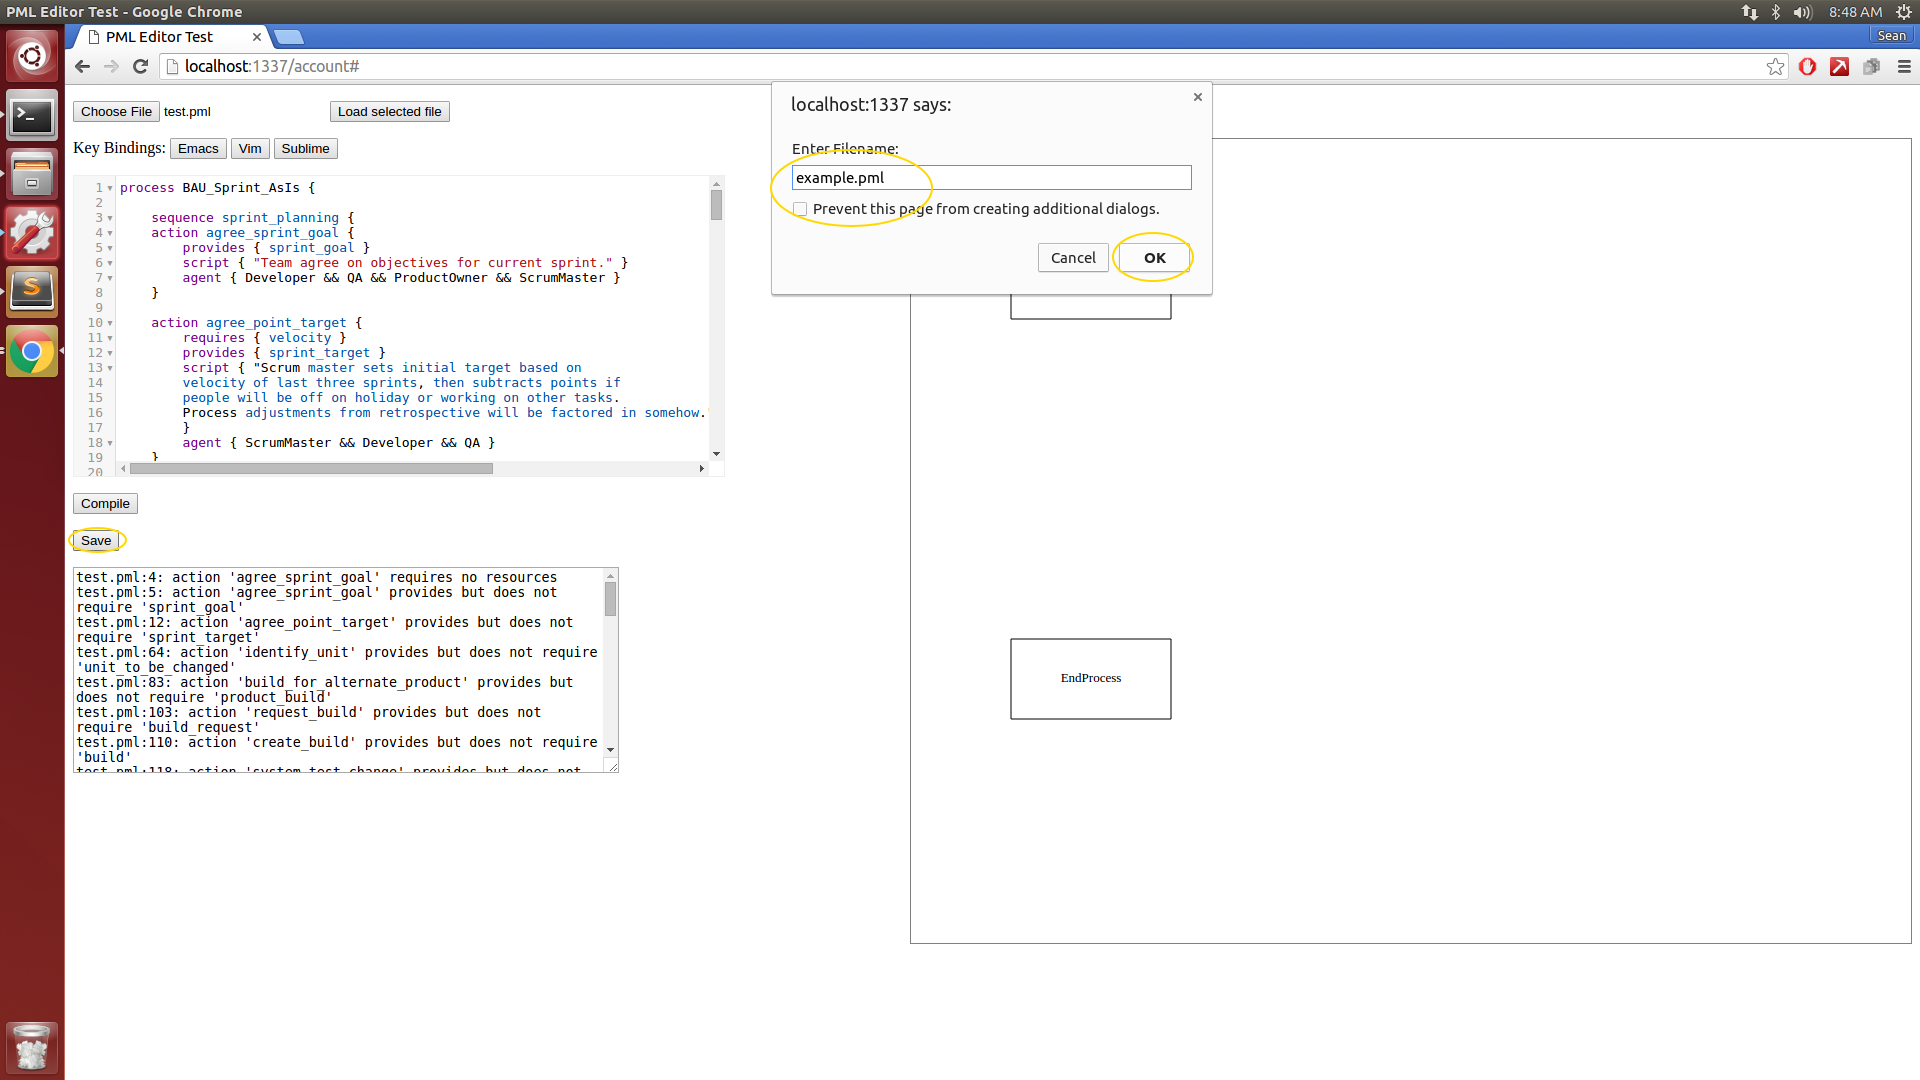 PML Editor Test - Google Chrome
8:48 AM
PML Editor Test
Sean
localhost:1337/account#
Choose File test.pml
Load selected file
Key Bindings: Emacs Vim Sublime
1 process BAU_Sprint_AsIs {
2
3 sequence sprint_planning {
4 action agree_sprint_goal {
5 provides { sprint_goal }
6 script { "Team agree on objectives for current sprint." }
7 agent { Developer && QA && ProductOwner && ScrumMaster }
8 }
9
10 action agree_point_target {
11 requires { velocity }
12 provides { sprint_target }
13 script { "Scrum master sets initial target based on
14 velocity of last three sprints, then subtracts points if
15 people will be off on holiday or working on other tasks.
16 Process adjustments from retrospective will be factored in somehow."
17 }
18 agent { ScrumMaster && Developer && QA }
19 }
20
Compile
Save
test.pml:4: action 'agree_sprint_goal' requires no resources
test.pml:5: action 'agree_sprint_goal' provides but does not
require 'sprint_goal'
test.pml:12: action 'agree_point_target' provides but does not
require 'sprint_target'
test.pml:64: action 'identify_unit' provides but does not require
'unit_to_be_changed'
test.pml:83: action 'build_for_alternate_product' provides but
does not require 'product_build'
test.pml:103: action 'request_build' provides but does not
require 'build_request'
test.pml:110: action 'create_build' provides but does not require
'build'
test.pml:118: action 'system_test_change' provides but does not
localhost:1337 says:
Enter Filename:
example.pml
Prevent this page from creating additional dialogs.
Cancel
OK
EndProcess